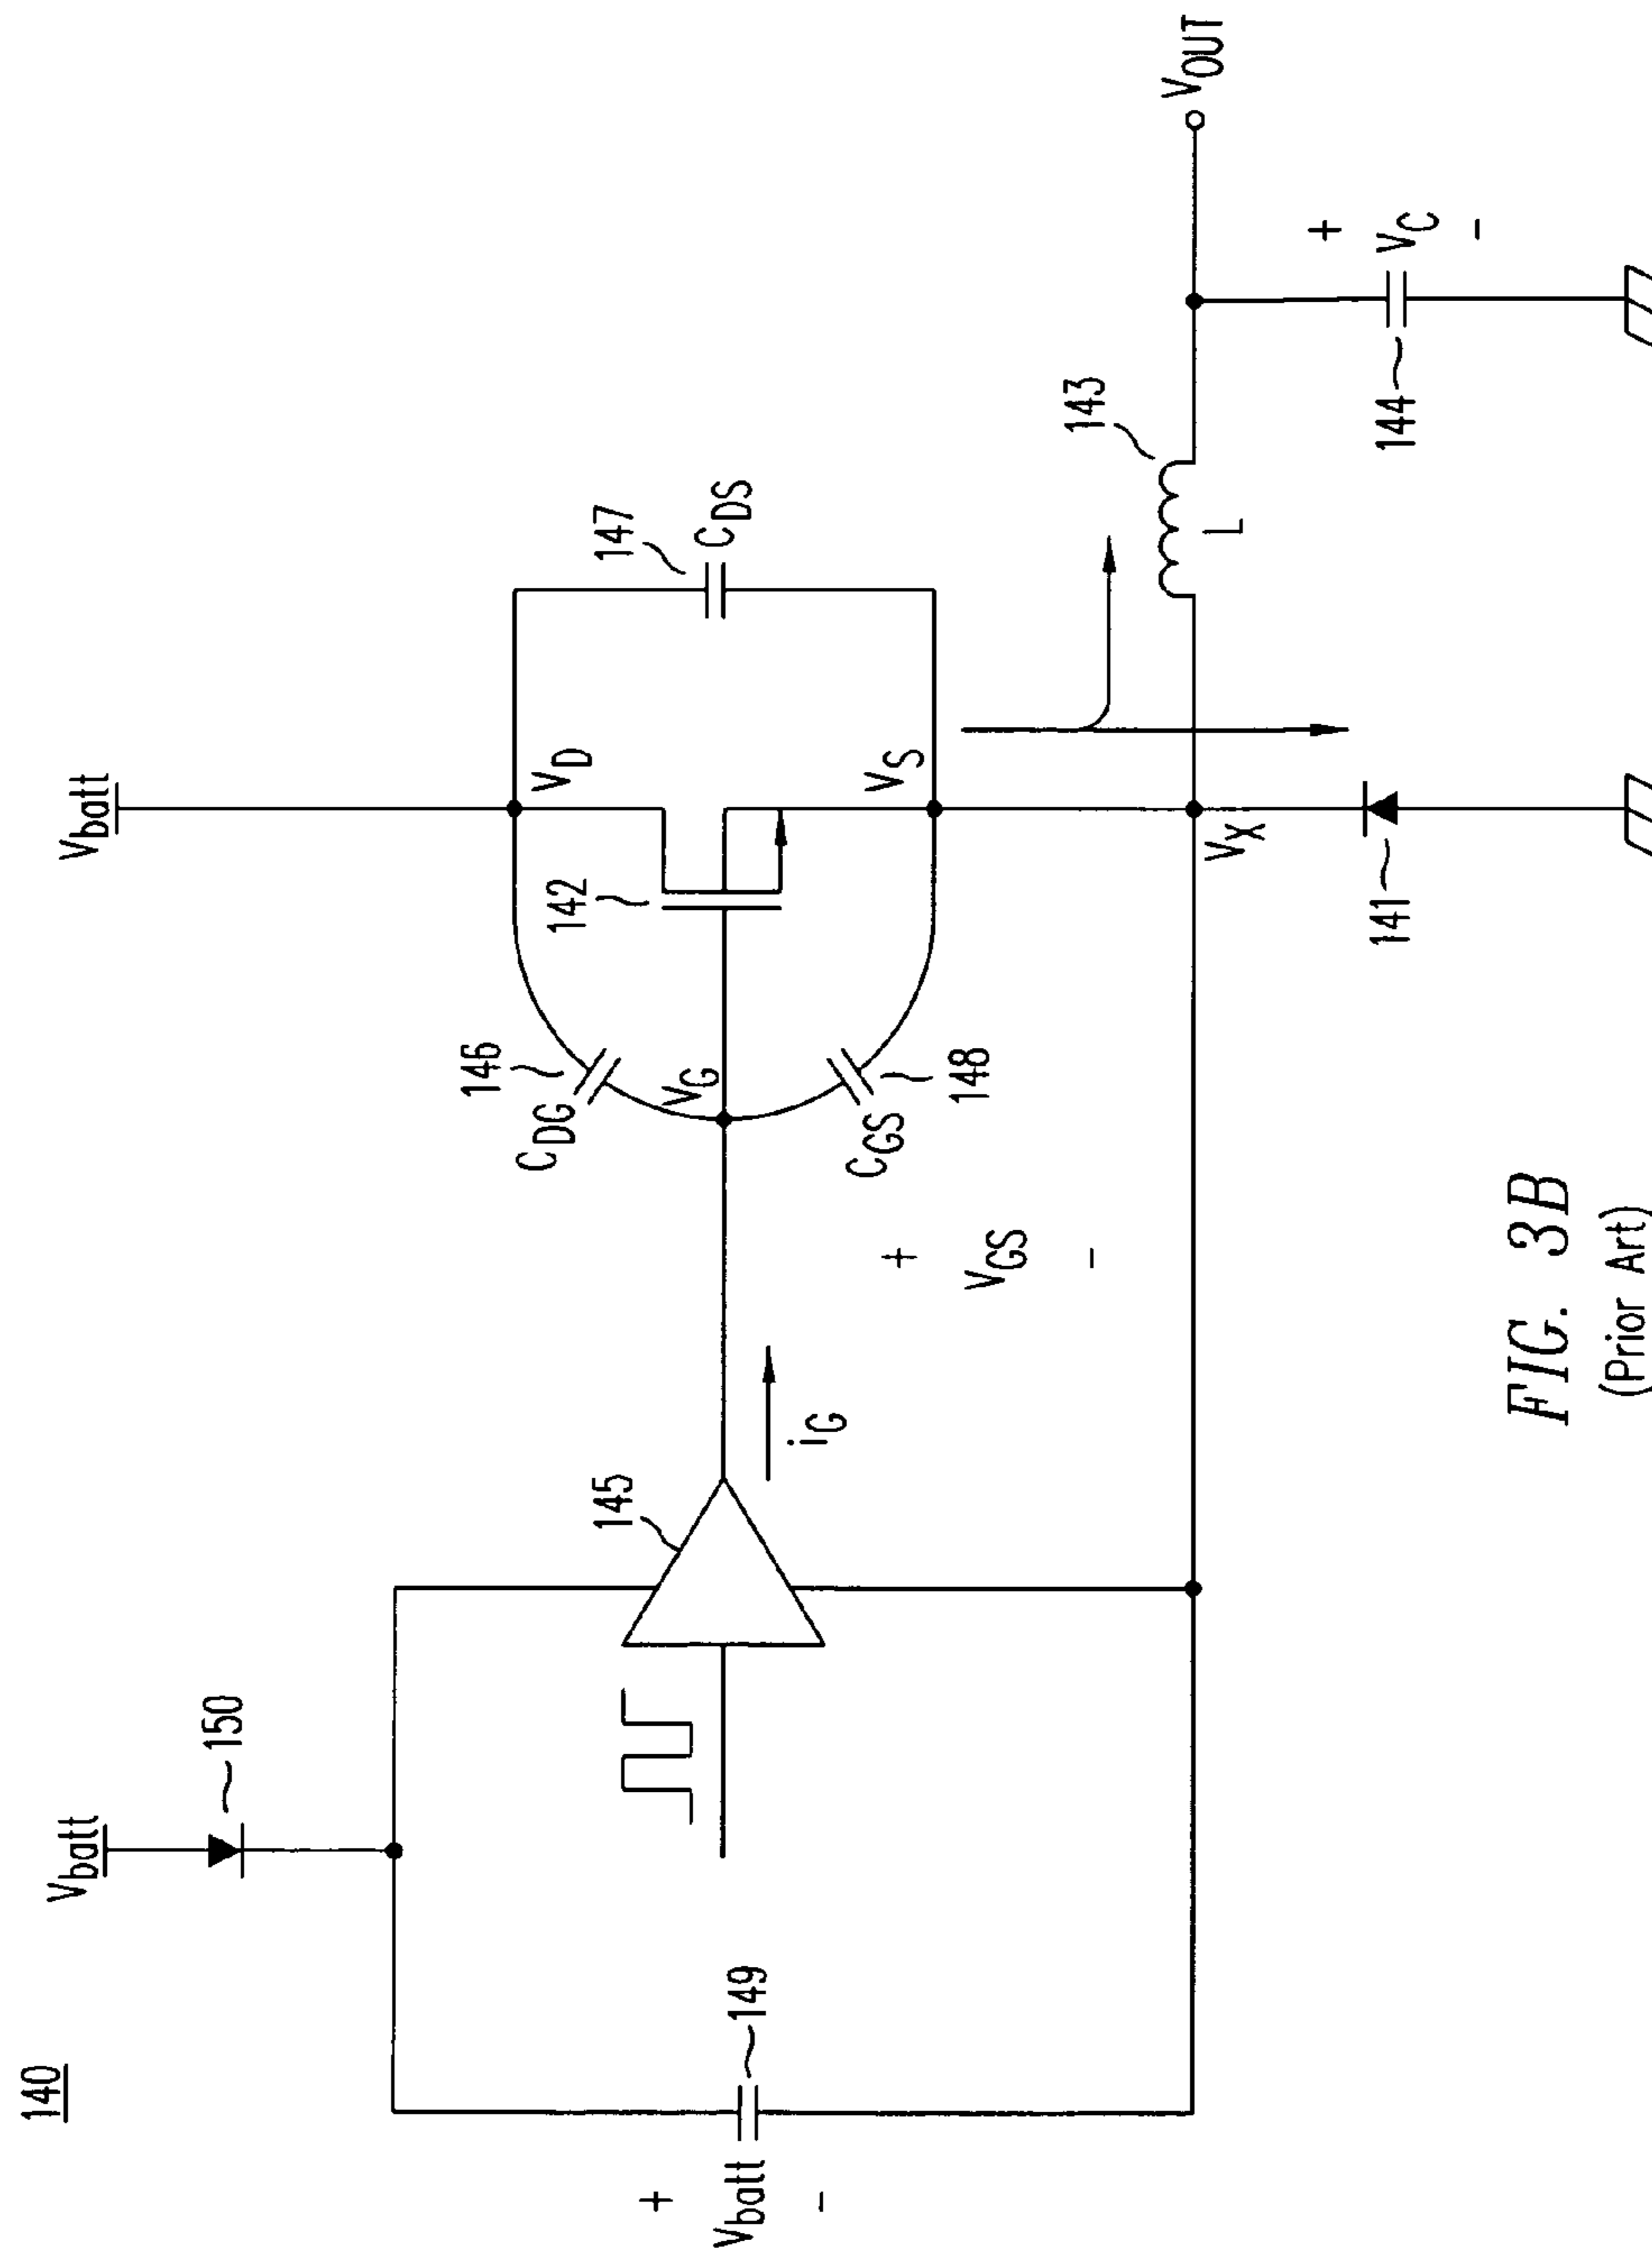 140
Vbatt
150
Vbatt
+
Vbatt
-
149
145
iG
+
VGS
-
CDG
146
VG
CGS
148
142
VD
VS
147
CDS
VX
141
143
L
144
+
VC
-
VOUT
FIG. 3B
(Prior Art)